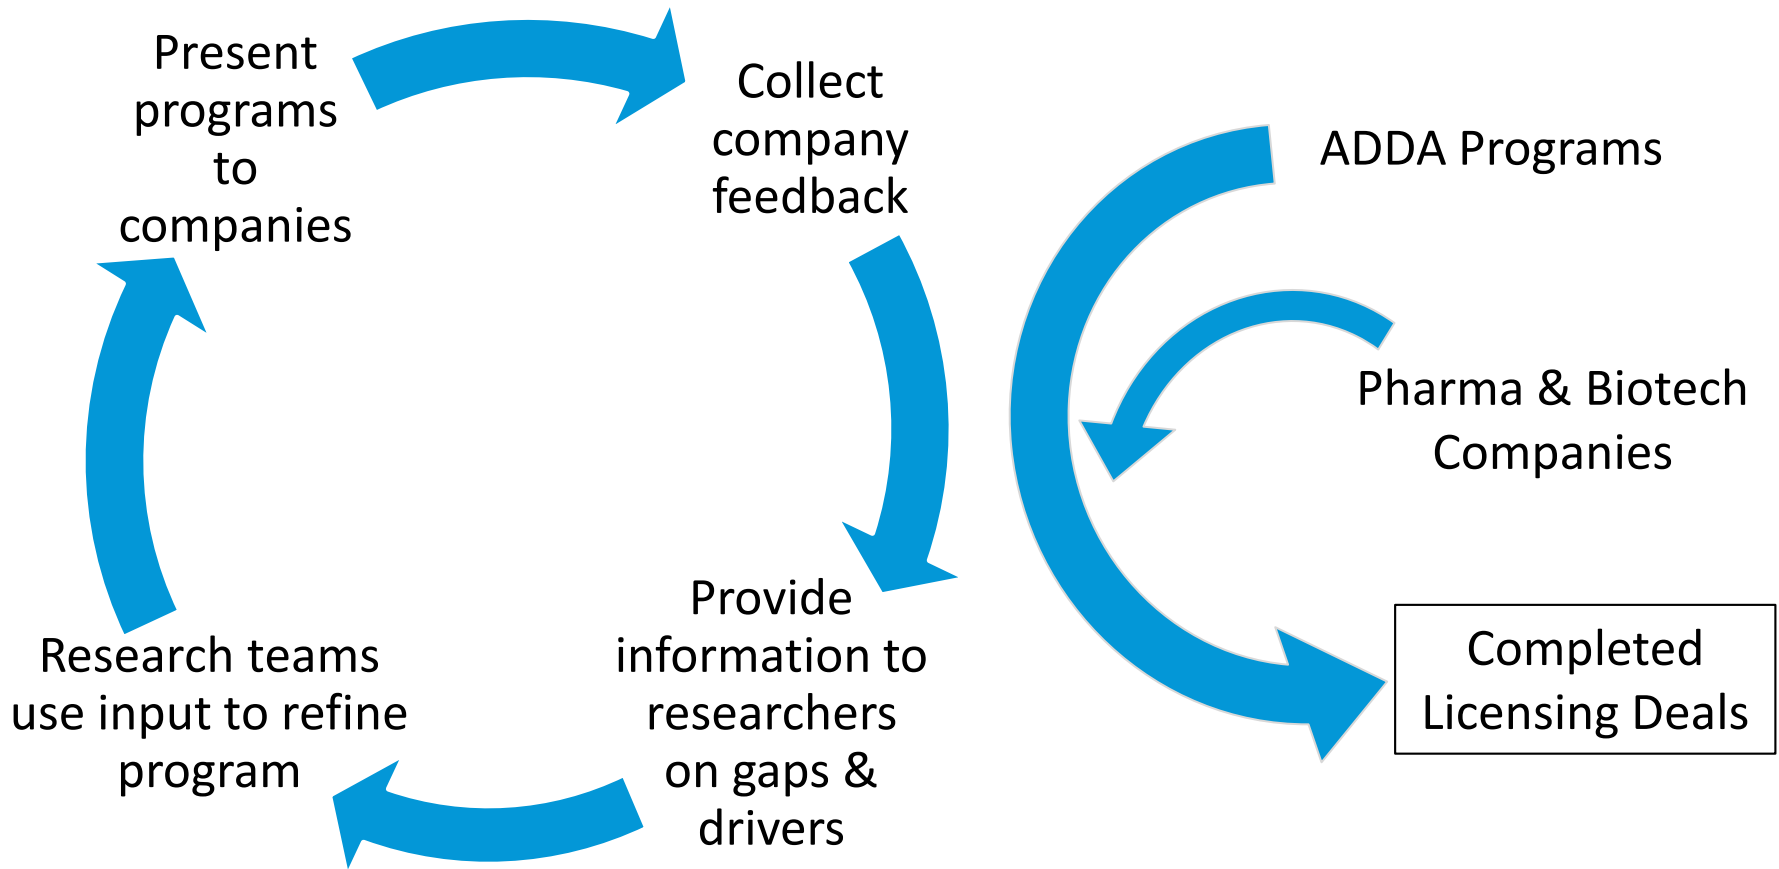 Present
programs
to
companies
Collect
company
feedback
Provide
information to
researchers
on gaps &
drivers
Research teams
use input to refine
program
ADDA Programs
Pharma & Biotech
Companies
Completed
Licensing Deals